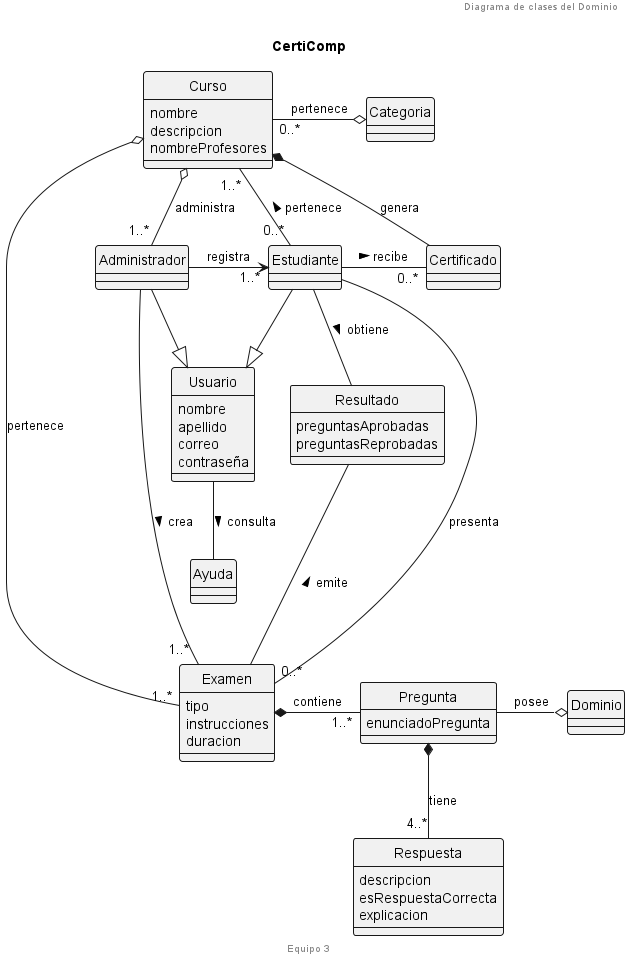 Diagrama de clases del Dominio
CertiComp
Curso
nombre
descripcion
nombreProfesores
pertenece
0..*
Categoria
1..*
administra
pertenece
genera
1..*
0..*
Administrador
registra
1..*
Estudiante
recibe
0..*
Certificado
obtiene
Usuario
nombre
apellido
correo
contraseña
Resultado
preguntasAprobadas
preguntasReprobadas
pertenece
crea
consulta
presenta
Ayuda
emite
1..*
0..*
1..*
Examen
tipo
instrucciones
duracion
contiene
1..*
Pregunta
enunciadoPregunta
posee
Dominio
tiene
4..*
Respuesta
descripcion
esRespuestaCorrecta
explicacion
Equipo 3